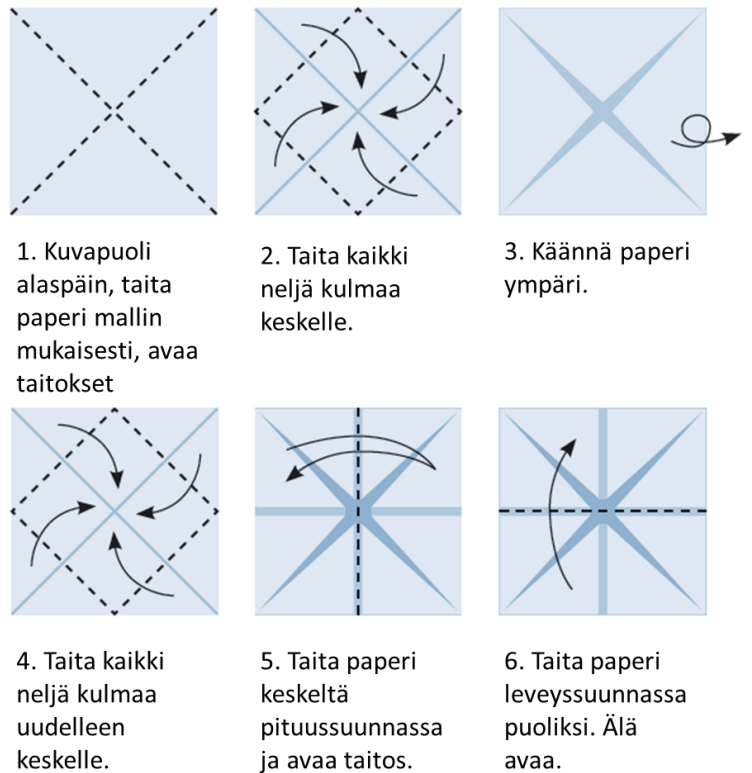 1. Kuvapuoli
alaspäin, taita
paperi mallin
mukaisesti, avaa
taitokset
2. Taita kaikki
neljä kulmaa
keskelle.
3. Käännä paperi
ympäri.
4. Taita kaikki
neljä kulmaa
uudelleen
keskelle.
5. Taita paperi
keskeltä
pituussuunnassa
ja avaa taitos.
6. Taita paperi
leveyssuunnassa
puoliksi. Älä
avaa.